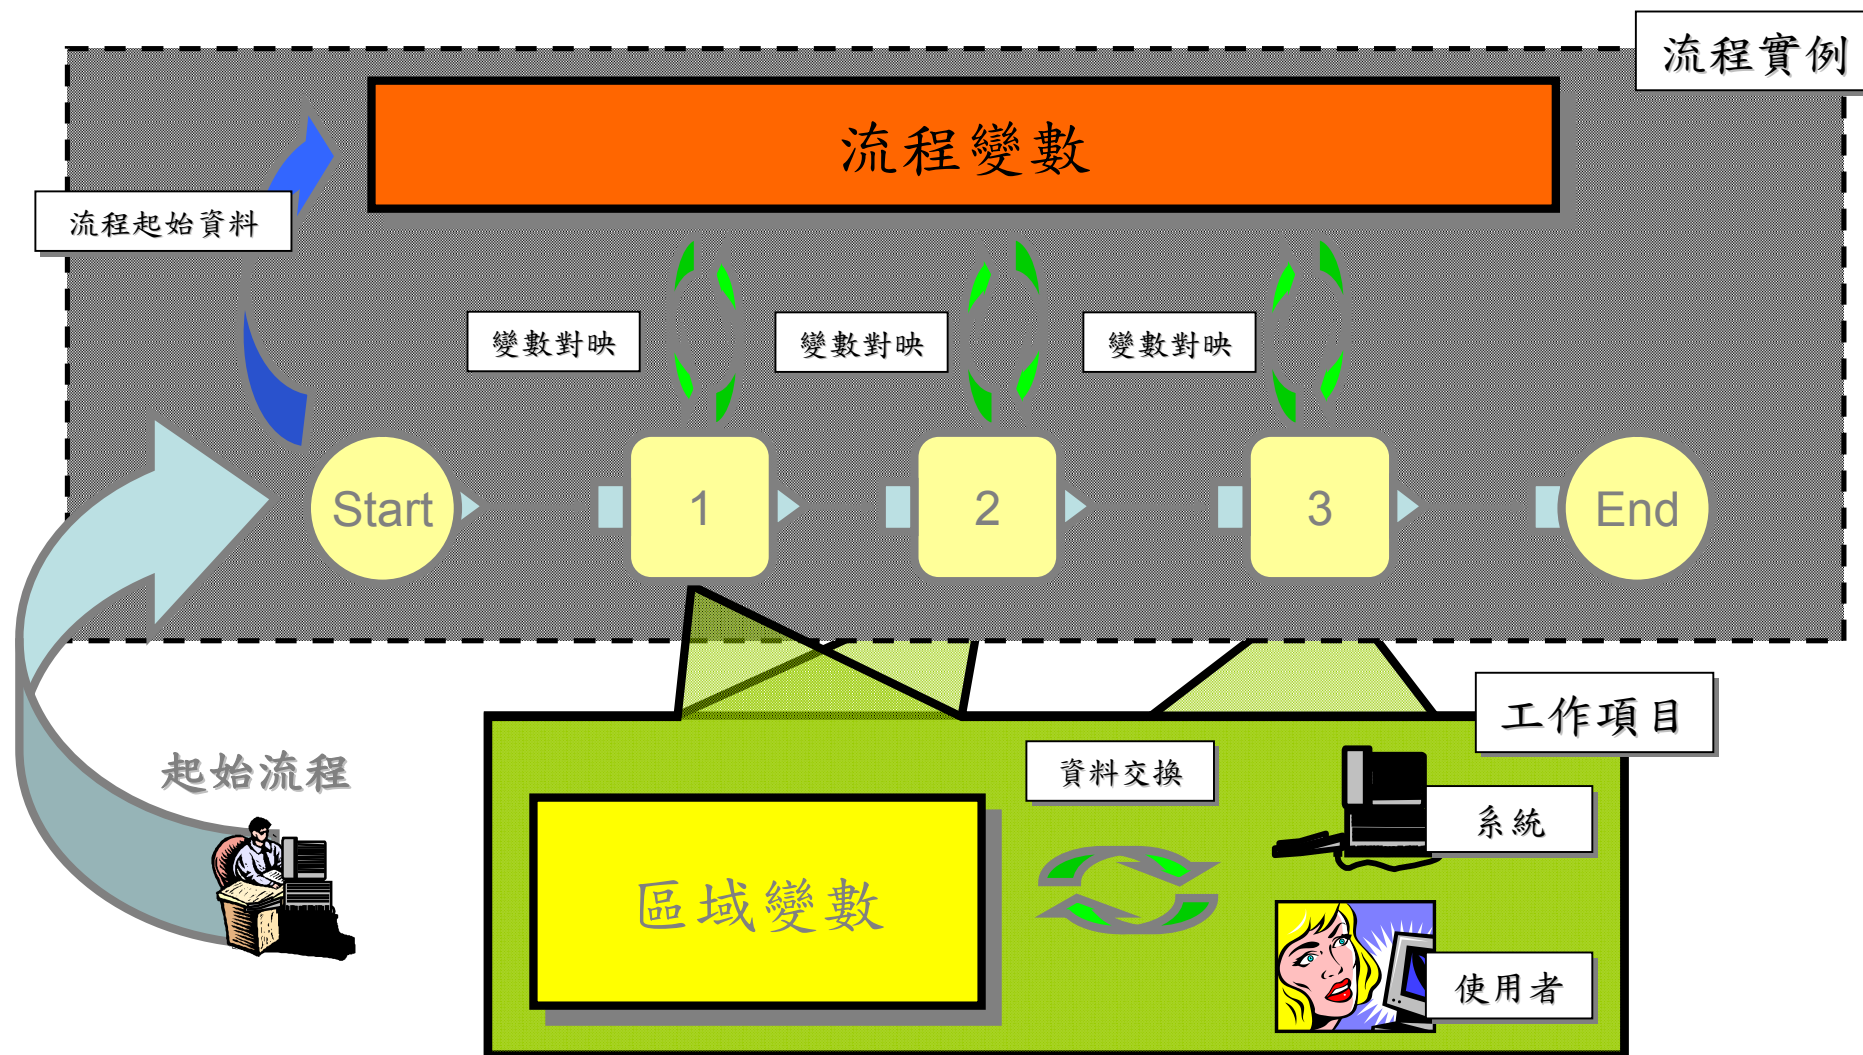 流程實例
流程變數
流程起始資料
變數對映
變數對映
變數對映
Start
1
2
3
End
工作項目
起始流程
資料交換
系統
區域變數
使用者